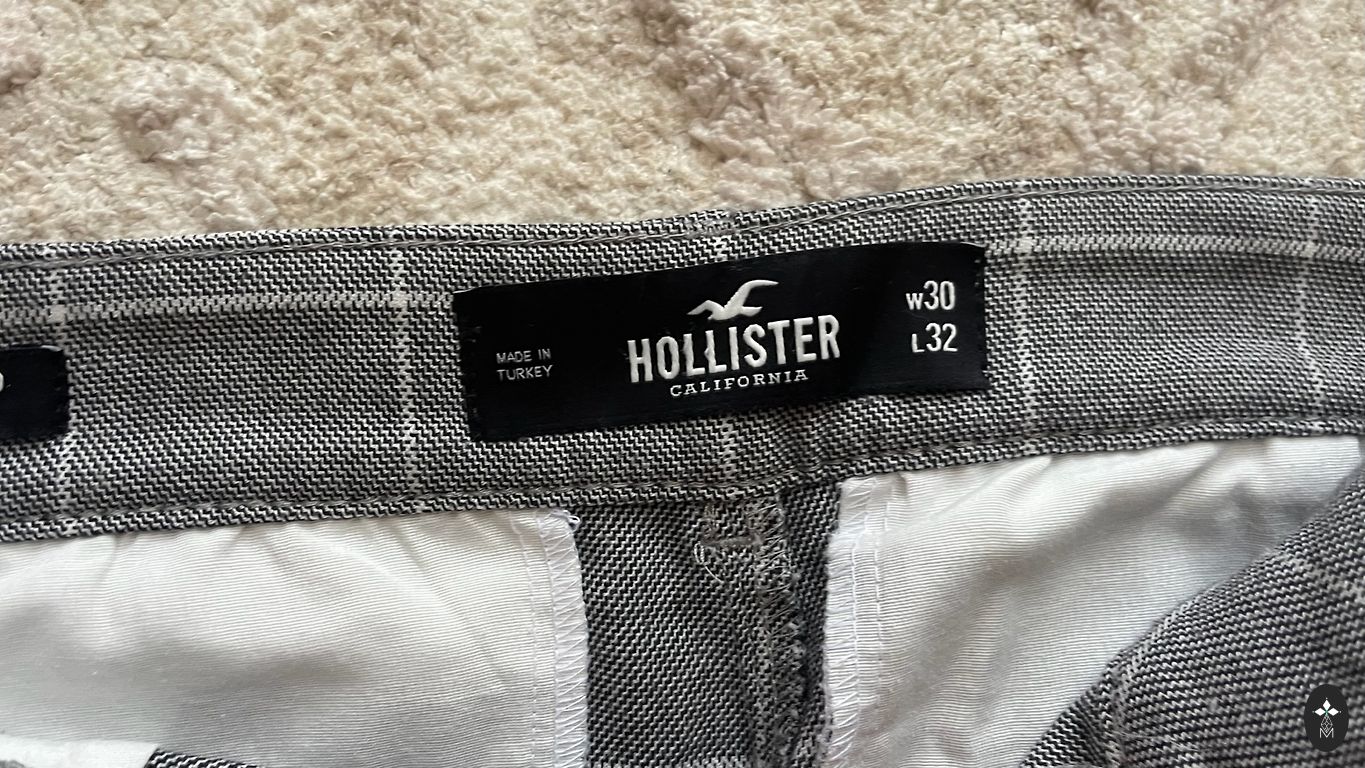 MADE IN
TURKEY
HOLLISTER
CALIFORNIA
W30
L32
M